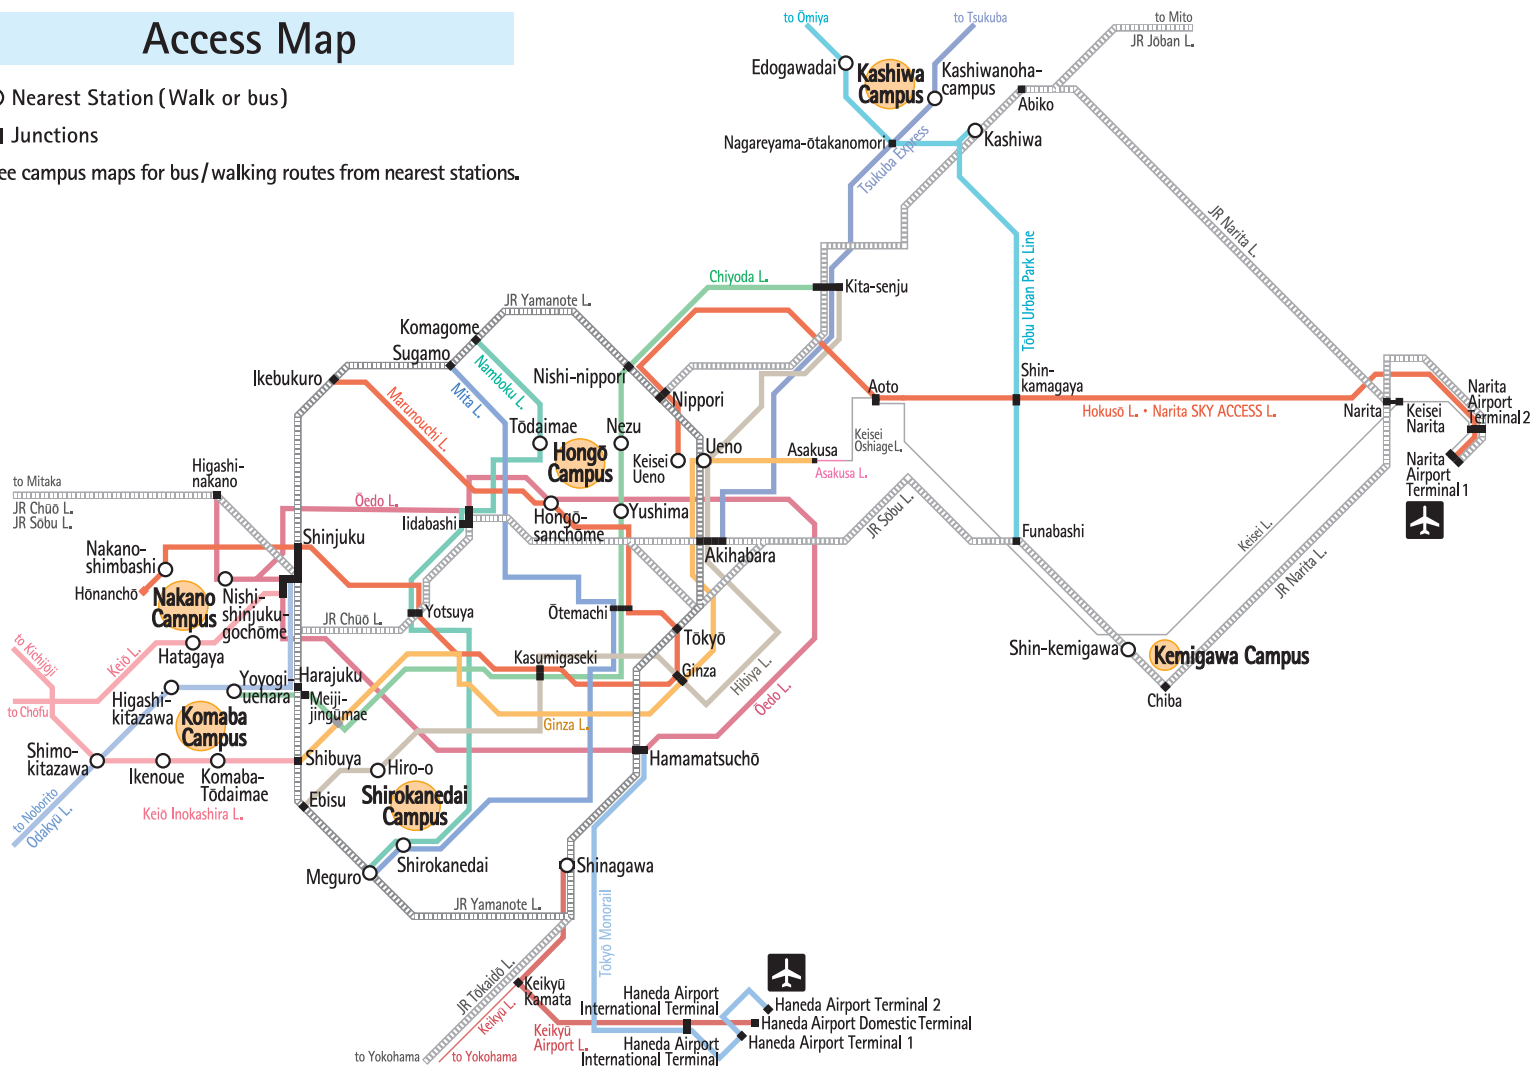 Access Map
Nearest Station (Walk or bus)
Junctions
ee campus maps for bus/walking routes from nearest stations.
to Ōmiya
to Tsukuba
to Mito
JR Jōban L.
Edogawadai
Kashiwa
Campus
Kashiwanoha-
campus
Abiko
Nagareyama-ōtakanomori
Kashiwa
Tsukuba Express
JR Narita L.
Tōbu Urban Park Line
Chiyoda L.
Kita-senju
JR Yamanote L.
Komagome
Sugamo
Namboku L.
Nishi-nippori
Ikebukuro
Mita L.
Marunouchi L.
Nippori
Aoto
Shin-
kamagaya
Hokusō L. • Narita SKY ACCESS L.
Narita
Keisei
Narita
Narita
Airport
Terminal 2
Narita
Airport
Terminal 1
Tōdaimae
Nezu
Hongō
Campus
Keisei
Ueno
Ueno
Asakusa
Asakusa L.
Keisei
Oshiage L.
Higashi-
nakano
to Mitaka
JR Chūō L.
JR Sōbu L.
Ōedo L.
Iidabashi
Hongō-
sanchōme
Yushima
JR Sōbu L.
Akihabara
Funabashi
Keisei L.
JR Narita L.
Shinjuku
Nakano-
shimbashi
Hōnanchō
Nakano
Campus
Nishi-
shinjuku-
gochōme
Yotsuya
JR Chūō L.
Ōtemachi
Tōkyō
Hatagaya
Keiō L.
to Kichijōji
to Chōfu
Kasumigaseki
Ginza
Hibiya L.
Ōedo L.
Shin-kemigawa
Kemigawa Campus
Chiba
Higashi-
kitazawa
Yoyogi-
uehara
Harajuku
Meiji-
jingūmae
Komaba
Campus
Ginza L.
Shimo-
kitazawa
Ikenoue
Komaba-
Tōdaimae
Shibuya
Hamamatsuchō
Hiro-o
Shirokanedai
Campus
Ebisu
to Noborito
Odakyū L.
Keiō Inokashira L.
Shirokanedai
Meguro
Shinagawa
JR Yamanote L.
Tōkyō Monorail
JR Tōkaidō L.
Keikyū
Kamata
Keikyū L.
Keikyū
Airport L.
Haneda Airport
International Terminal
Haneda Airport
International Terminal
Haneda Airport Terminal 2
Haneda Airport Domestic Terminal
Haneda Airport Terminal 1
to Yokohama
to Yokohama